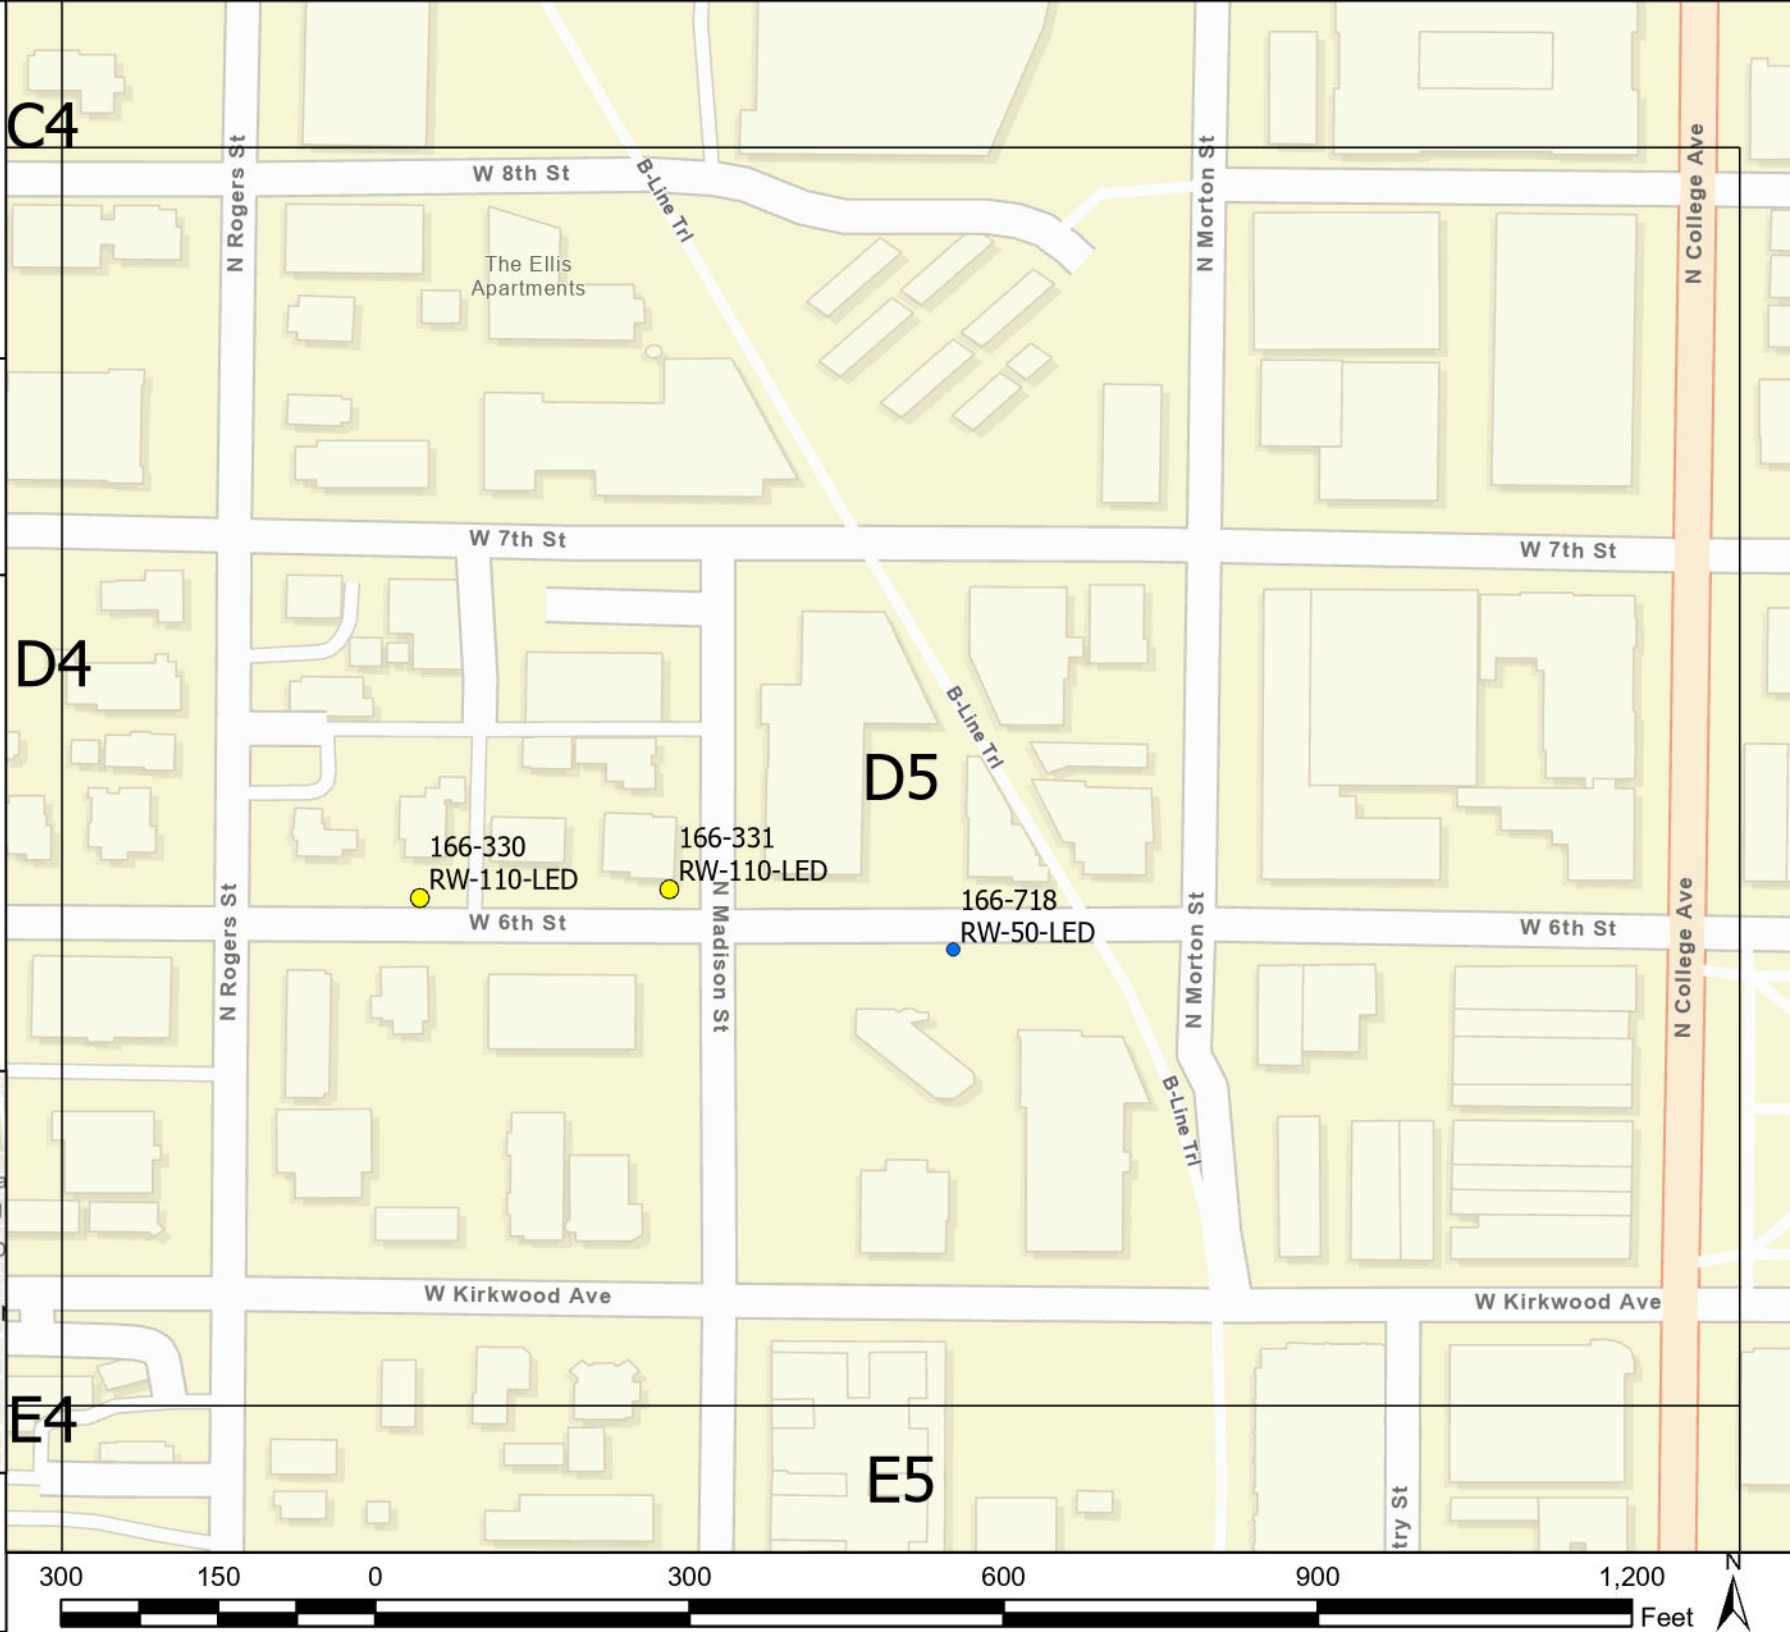 C4
N Rogers St
W 8th St
B-Line Trl
N Morton St
N College Ave
The Ellis
Apartments
W 7th St
W 7th St
D4
B-Line Trl
D5
166-330
RW-110-LED
166-331
RW-110-LED
166-718
RW-50-LED
N Rogers St
W 6th St
N Madison St
N Morton St
W 6th St
N College Ave
B-Line Trl
W Kirkwood Ave
W Kirkwood Ave
E4
E5
try St
300 150 0 300 600 900 1,200
Feet
N